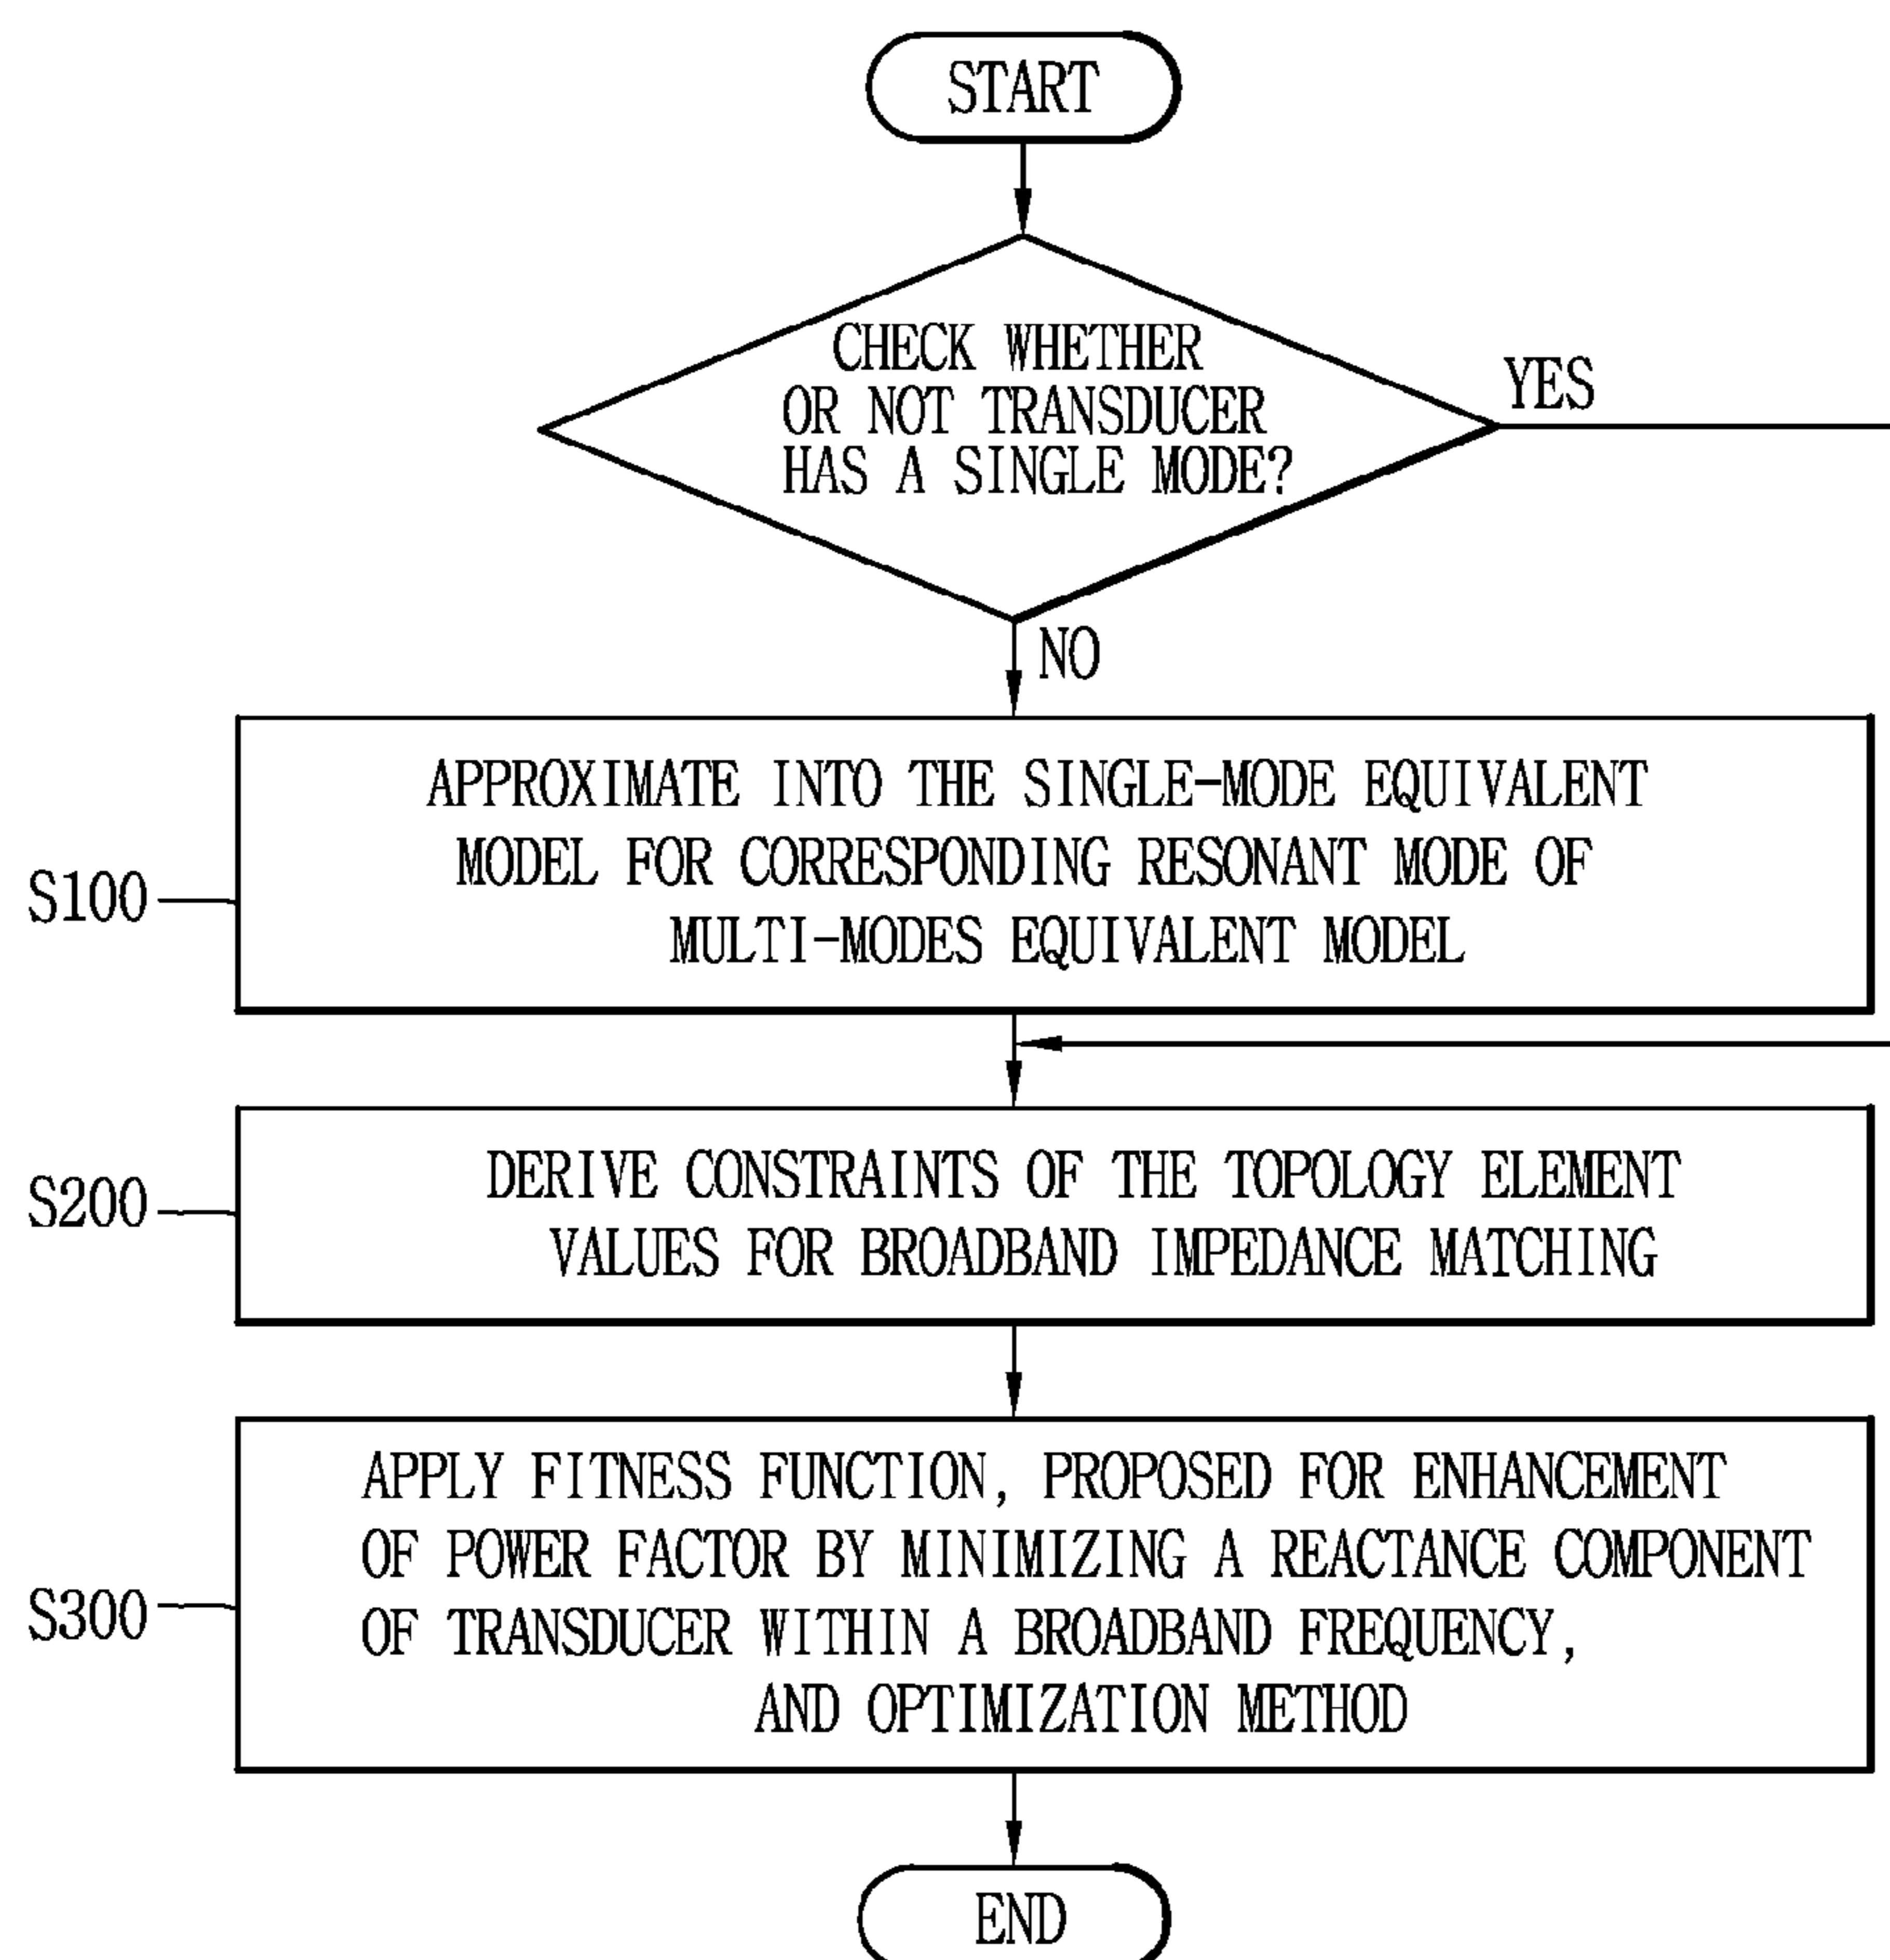 START
CHECK WHETHER
OR NOT TRANSDUCER
HAS A SINGLE MODE?
YES
NO
S100
APPROXIMATE INTO THE SINGLE-MODE EQUIVALENT
MODEL FOR CORRESPONDING RESONANT MODE OF
MULTI-MODES EQUIVALENT MODEL
S200
DERIVE CONSTRAINTS OF THE TOPOLOGY ELEMENT
VALUES FOR BROADBAND IMPEDANCE MATCHING
S300
APPLY FITNESS FUNCTION, PROPOSED FOR ENHANCEMENT
OF POWER FACTOR BY MINIMIZING A REACTANCE COMPONENT
OF TRANSDUCER WITHIN A BROADBAND FREQUENCY,
AND OPTIMIZATION METHOD
END